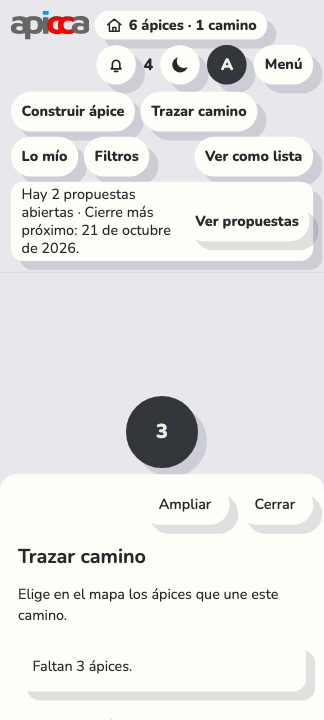 apicca
6 ápices · 1 camino
4
A
Menú
Construir ápice
Trazar camino
Lo mío
Filtros
Ver como lista
Hay 2 propuestas
abiertas · Cierre más
próximo: 21 de octubre
de 2026.
Ver propuestas
3
Ampliar
Cerrar
Trazar camino
Elige en el mapa los ápices que une este
camino.
Faltan 3 ápices.